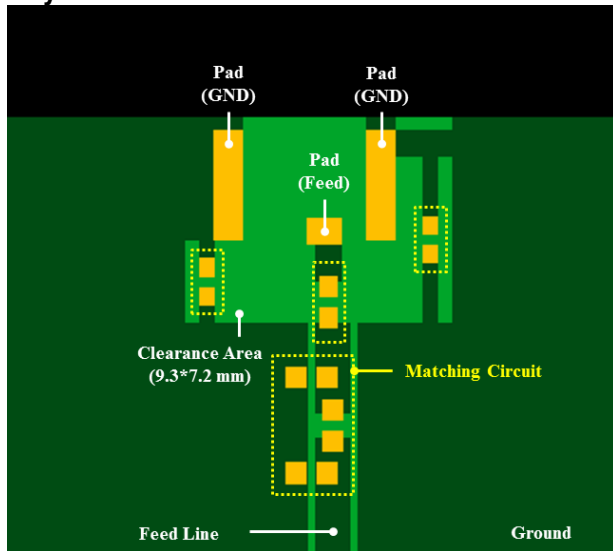 Pad
(GND)
Pad
(GND)
Pad
(Feed)
Clearance Area
(9.3*7.2 mm)
Matching Circuit
Feed Line
Ground